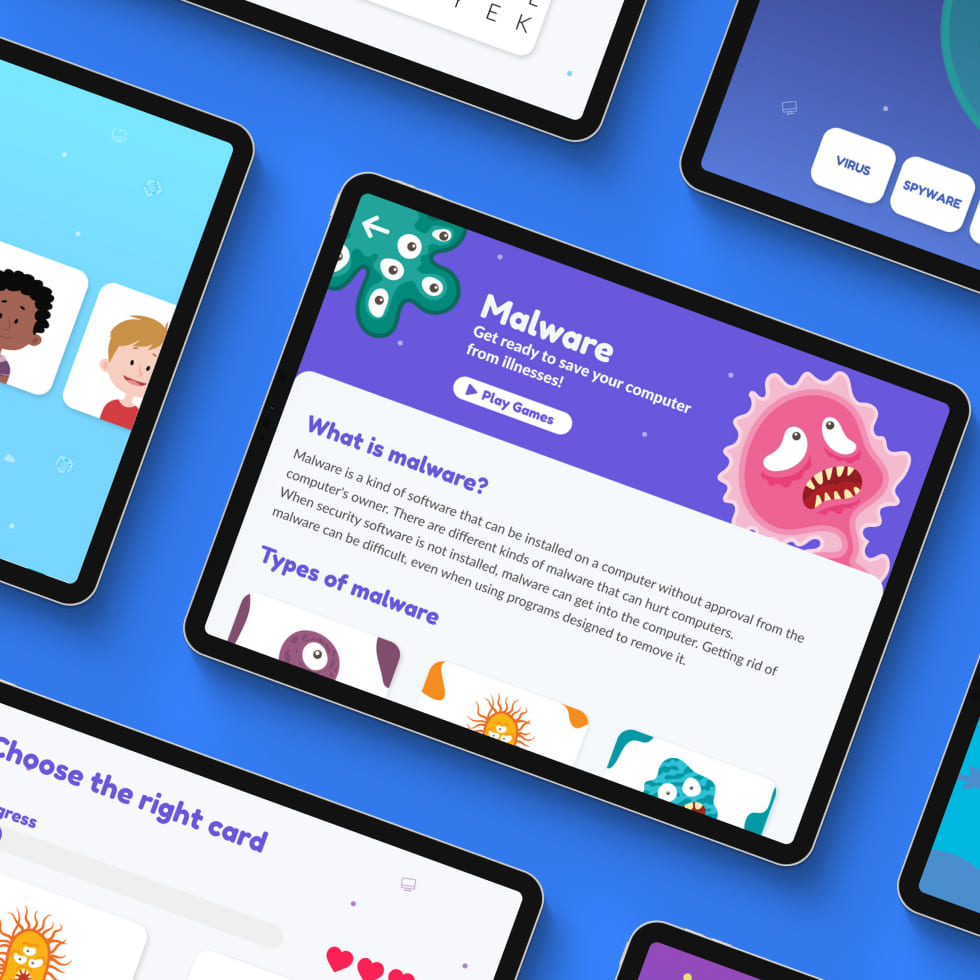 E K
VIRUS
SPYWARE
Malware
Get ready to save your computer
from illnesses!
Play Games
What is malware?
Malware is a kind of software that can be installed on a computer without approval from the
computer's owner. There are different kinds of malware that can hurt computers.
When security software is not installed, malware can get into the computer. Getting rid of
malware can be difficult, even when using programs designed to remove it.
Types of malware
Choose the right card
gress